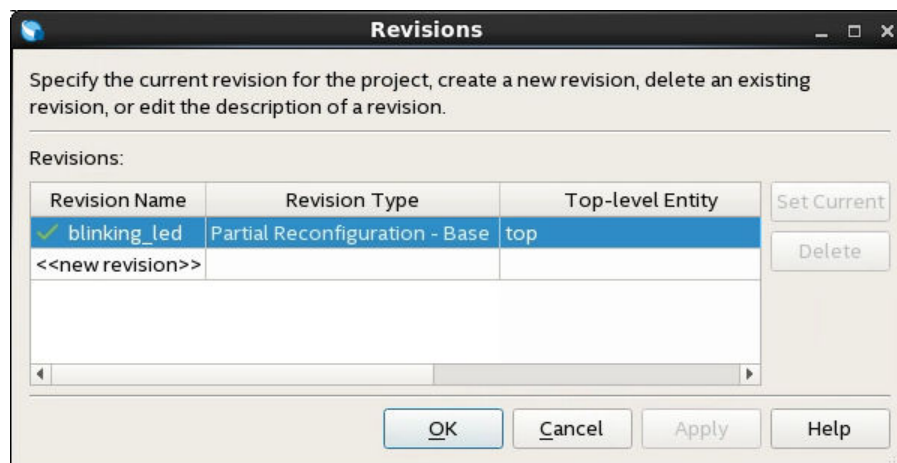 Revisions
Specify the current revision for the project, create a new revision, delete an existing
revision, or edit the description of a revision.
Revisions:
Revision Name Revision Type Top-level Entity Set Current
blinking_led Partial Reconfiguration - Base top
Delete
<<new revision>>
OK Cancel Apply Help